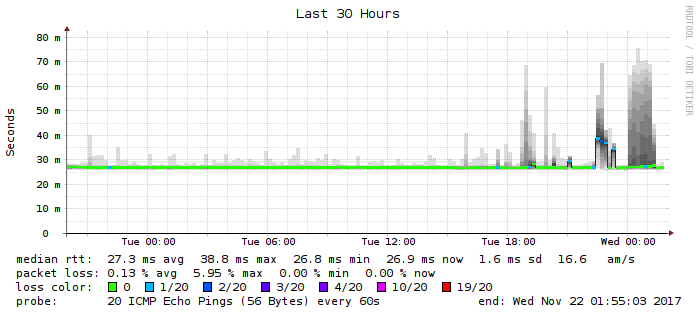 Last 30 Hours
RRDTOOL / TOBI OETIKER
Seconds
80 m
70 m
60 m
50 m
40 m
30 m
20 m
10 m
0
Tue 00:00 Tue 06:00 Tue 12:00 Tue 18:00 Wed 00:00
median rtt: 27.3 ms avg 38.8 ms max 26.8 ms min 26.9 ms now 1.6 ms sd 16.6 am/s
packet loss: 0.13 % avg 5.95 % max 0.00 % min 0.00 % now
loss color: 0 1/20 2/20 3/20 4/20 10/20 19/20
probe: 20 ICMP Echo Pings (56 Bytes) every 60s end: Wed Nov 22 01:55:03 2017